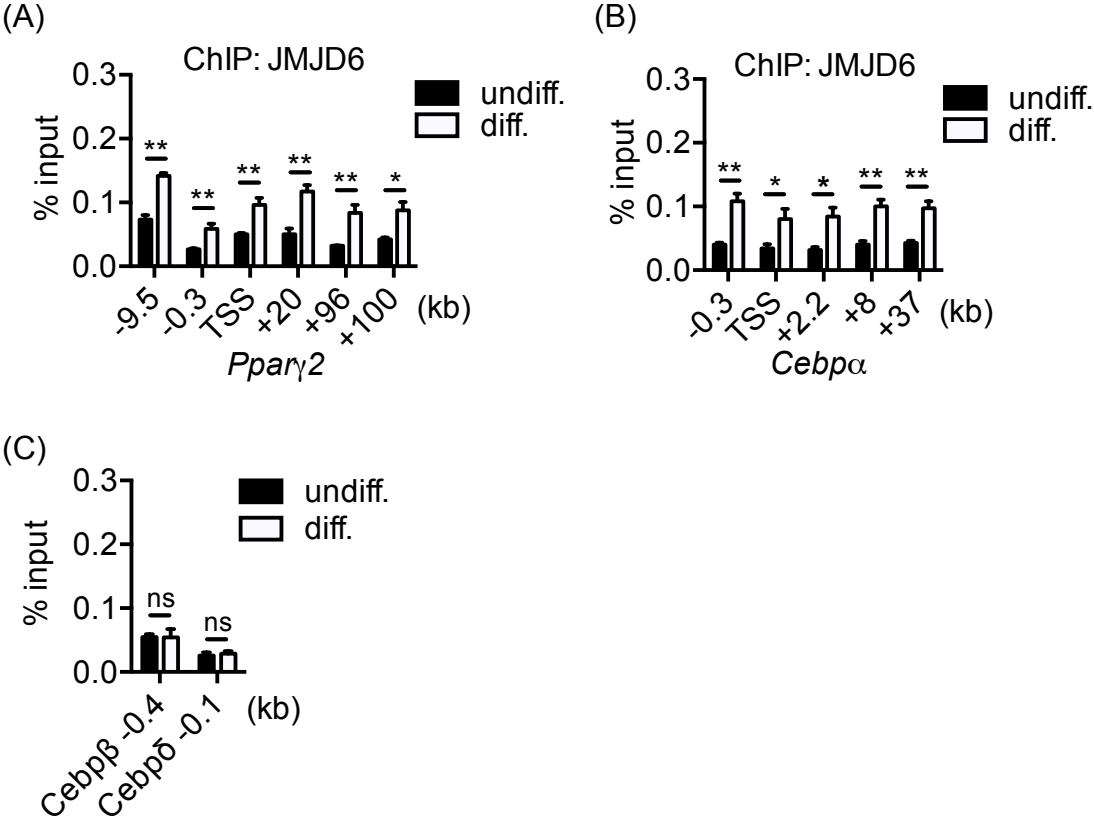 (A)
ChIP: JMJD6
0.3
0.2
0.1
0.0
% input
undiff.
diff.
** ** ** ** ** *
-9.5 -0.3 TSS +20 +96 +100 (kb)
Pparγ2
(B)
ChIP: JMJD6
0.3
0.2
0.1
0.0
% input
undiff.
diff.
** * * ** **
-0.3 TSS +2.2 +8 +37 (kb)
Cebpα
(C)
0.3
0.2
0.1
0.0
% input
undiff.
diff.
ns ns
Cebpβ -0.4 Cebpδ -0.1 (kb)